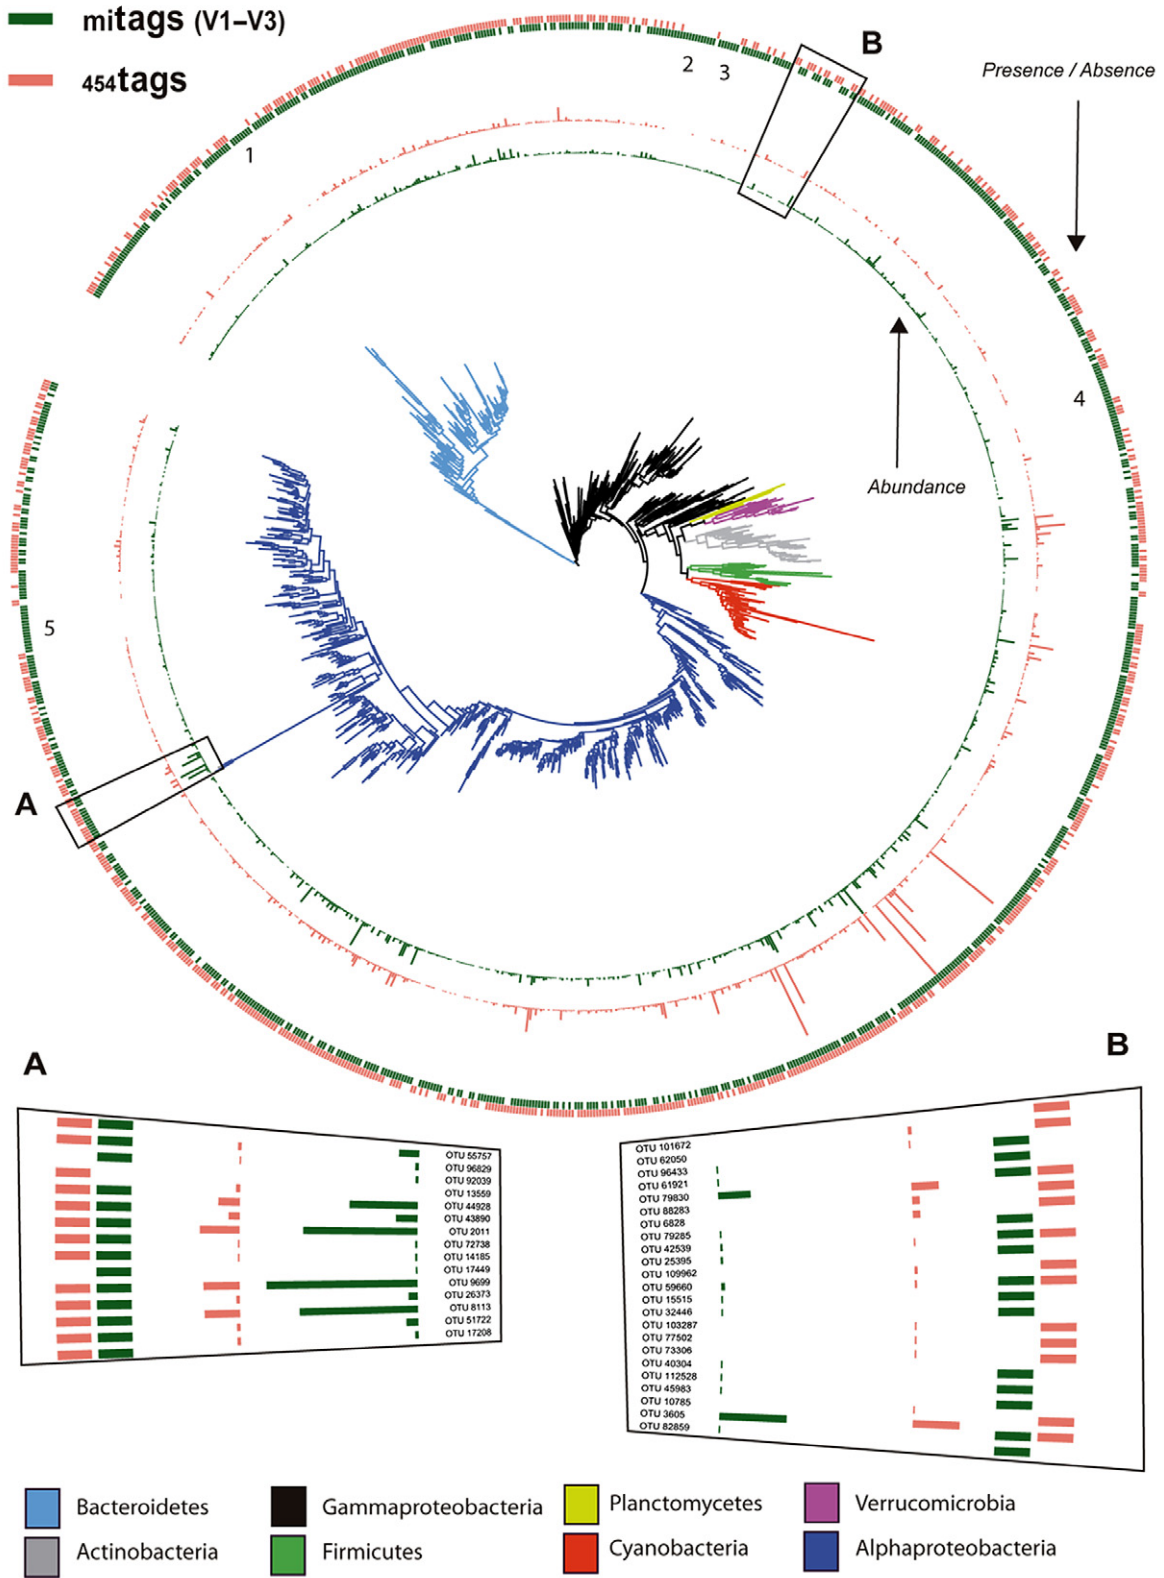 mitags (V1–V3)
454tags
B
Presence / Absence
2
3
1
4
Abundance
5
A
A
B
OTU 55757
OTU 96829
OTU 92039
OTU 13559
OTU 44928
OTU 43890
OTU 2011
OTU 72738
OTU 14185
OTU 17449
OTU 9699
OTU 26373
OTU 8113
OTU 51722
OTU 17208
OTU 101672
OTU 62050
OTU 96433
OTU 61921
OTU 79830
OTU 88283
OTU 6828
OTU 79285
OTU 42539
OTU 25395
OTU 109962
OTU 59660
OTU 15515
OTU 32446
OTU 103287
OTU 77502
OTU 73306
OTU 40304
OTU 112528
OTU 45983
OTU 10785
OTU 3605
OTU 82859
Bacteroidetes
Gammaproteobacteria
Planctomycetes
Verrucomicrobia
Actinobacteria
Firmicutes
Cyanobacteria
Alphaproteobacteria